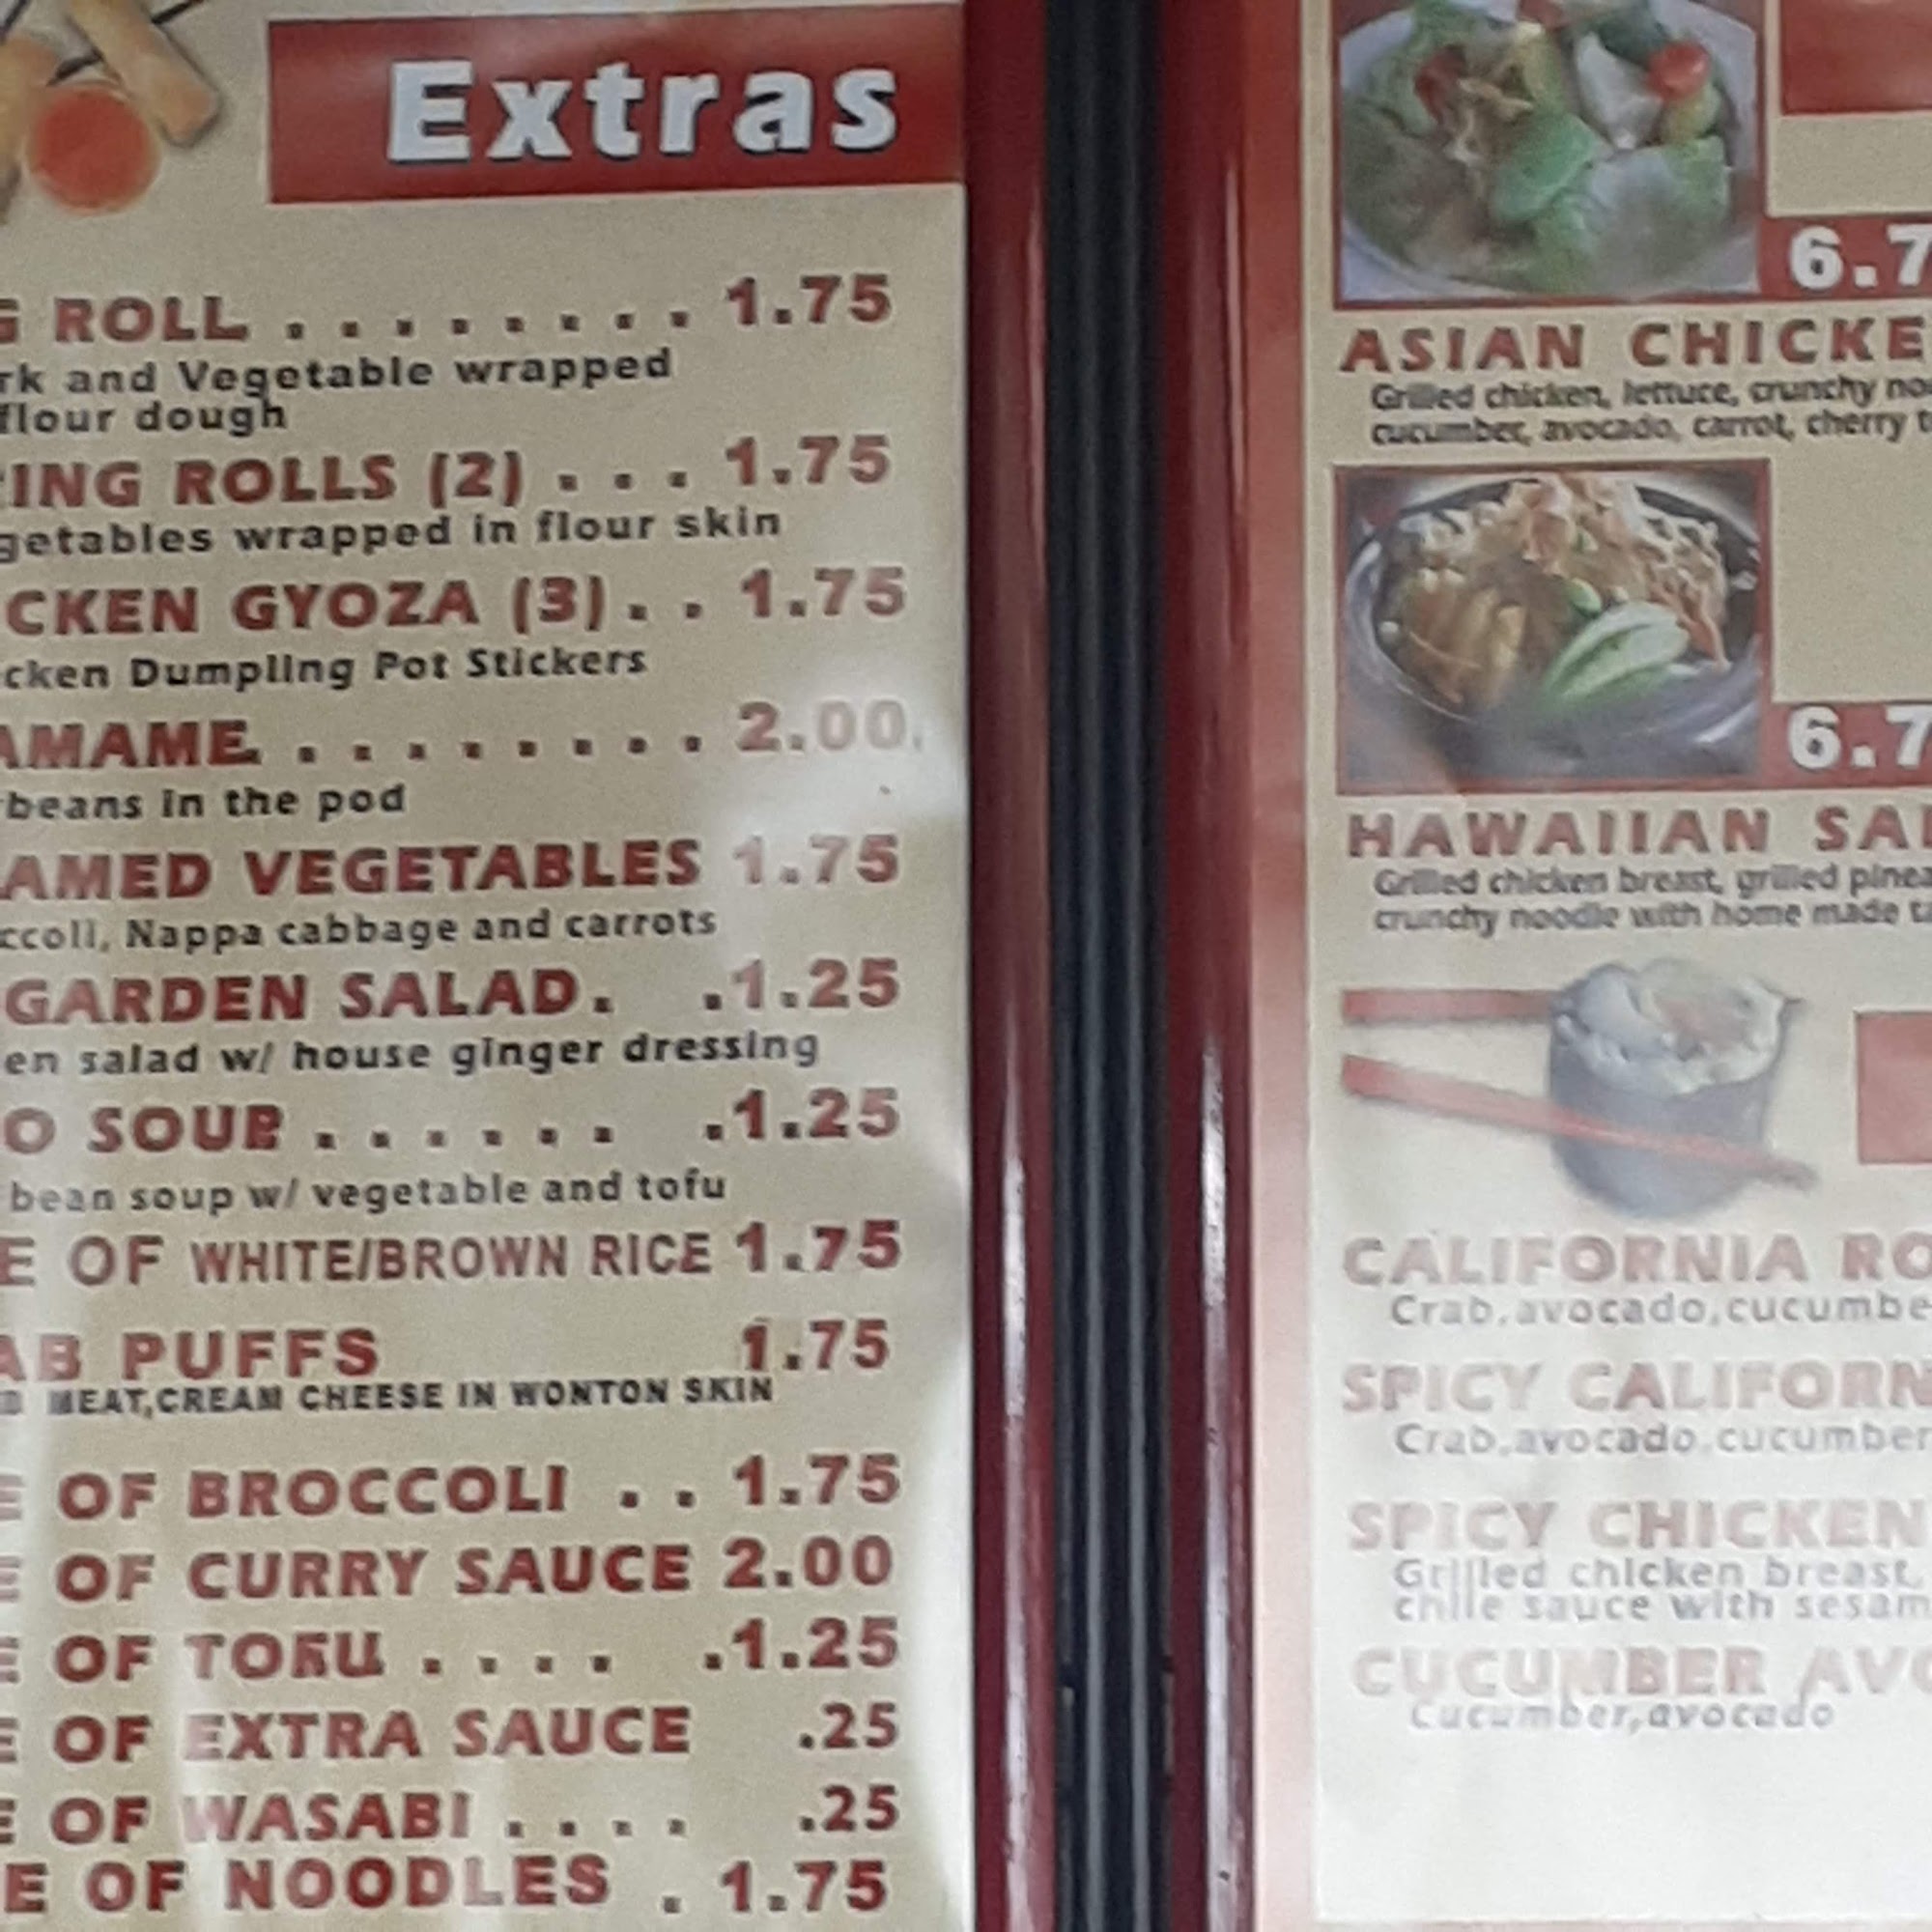 Extras
G ROLL . . . . . . . . 1.75
rk and Vegetable wrapped
flour dough
ING ROLLS (2) . . . 1.75
getables wrapped in flour skin
CKEN GYOZA (3) . . 1.75
cken Dumpling Pot Stickers
AMAME . . . . . . . . 2.00
beans in the pod
AMED VEGETABLES 1.75
ccoli, Nappa cabbage and carrots
GARDEN SALAD . .1.25
en salad w/ house ginger dressing
O SOUP . . . . . . .1.25
bean soup w/ vegetable and tofu
E OF WHITE/BROWN RICE 1.75
AB PUFFS 1.75
B MEAT,CREAM CHEESE IN WONTON SKIN
E OF BROCCOLI . . 1.75
E OF CURRY SAUCE 2.00
E OF TOFU . . . . .1.25
E OF EXTRA SAUCE .25
E OF WASABI . . . . .25
E OF NOODLES . 1.75
6.7
ASIAN CHICKE
Grilled chicken, lettuce, crunchy noo
cucumber, avocado, carrot, cherry t
6.7
HAWAIIAN SAL
Grilled chicken breast, grilled pinea
crunchy noodle with home made ta
CALIFORNIA RO
Crab,avocado,cucumbe
SPICY CALIFORN
Crab,avocado,cucumber
SPICY CHICKEN
Grilled chicken breast,
chile sauce with sesam
CUCUMBER AVO
Cucumber,avocado